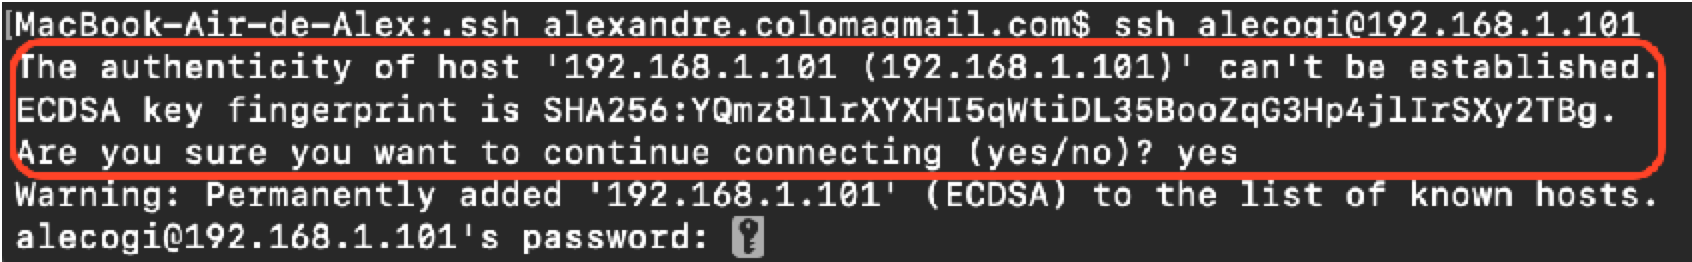 [MacBook-Air-de-Alex:.ssh alexandre.colomagmail.com$ ssh alecogi@192.168.1.101
The authenticity of host '192.168.1.101 (192.168.1.101)' can't be established.
ECDSA key fingerprint is SHA256:YQmz8llrXYXHI5qWtiDL35BooZqG3Hp4jlIrSXy2TBg.
Are you sure you want to continue connecting (yes/no)? yes
Warning: Permanently added '192.168.1.101' (ECDSA) to the list of known hosts.
alecogi@192.168.1.101's password: